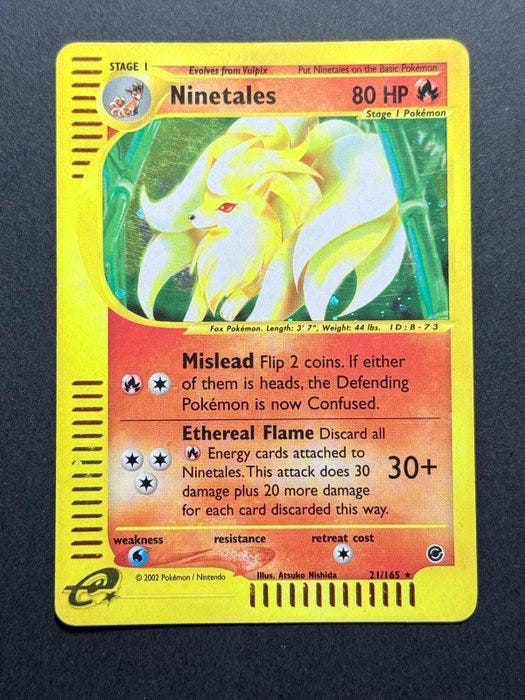 STAGE 1 Evolves from Vulpix Put Ninetales on the Basic Pokémon
Ninetales 80 HP
Stage 1 Pokémon
Fox Pokémon. Length: 3' 7", Weight: 44 lbs. ID:B-73
Mislead Flip 2 coins. If either
of them is heads, the Defending
Pokémon is now Confused.
Ethereal Flame Discard all
Energy cards attached to
Ninetales. This attack does 30
damage plus 20 more damage
for each card discarded this way.
30+
weakness resistance retreat cost
© 2002 Pokémon / Nintendo Illus. Atsuko Nishida 21/165 ★
e